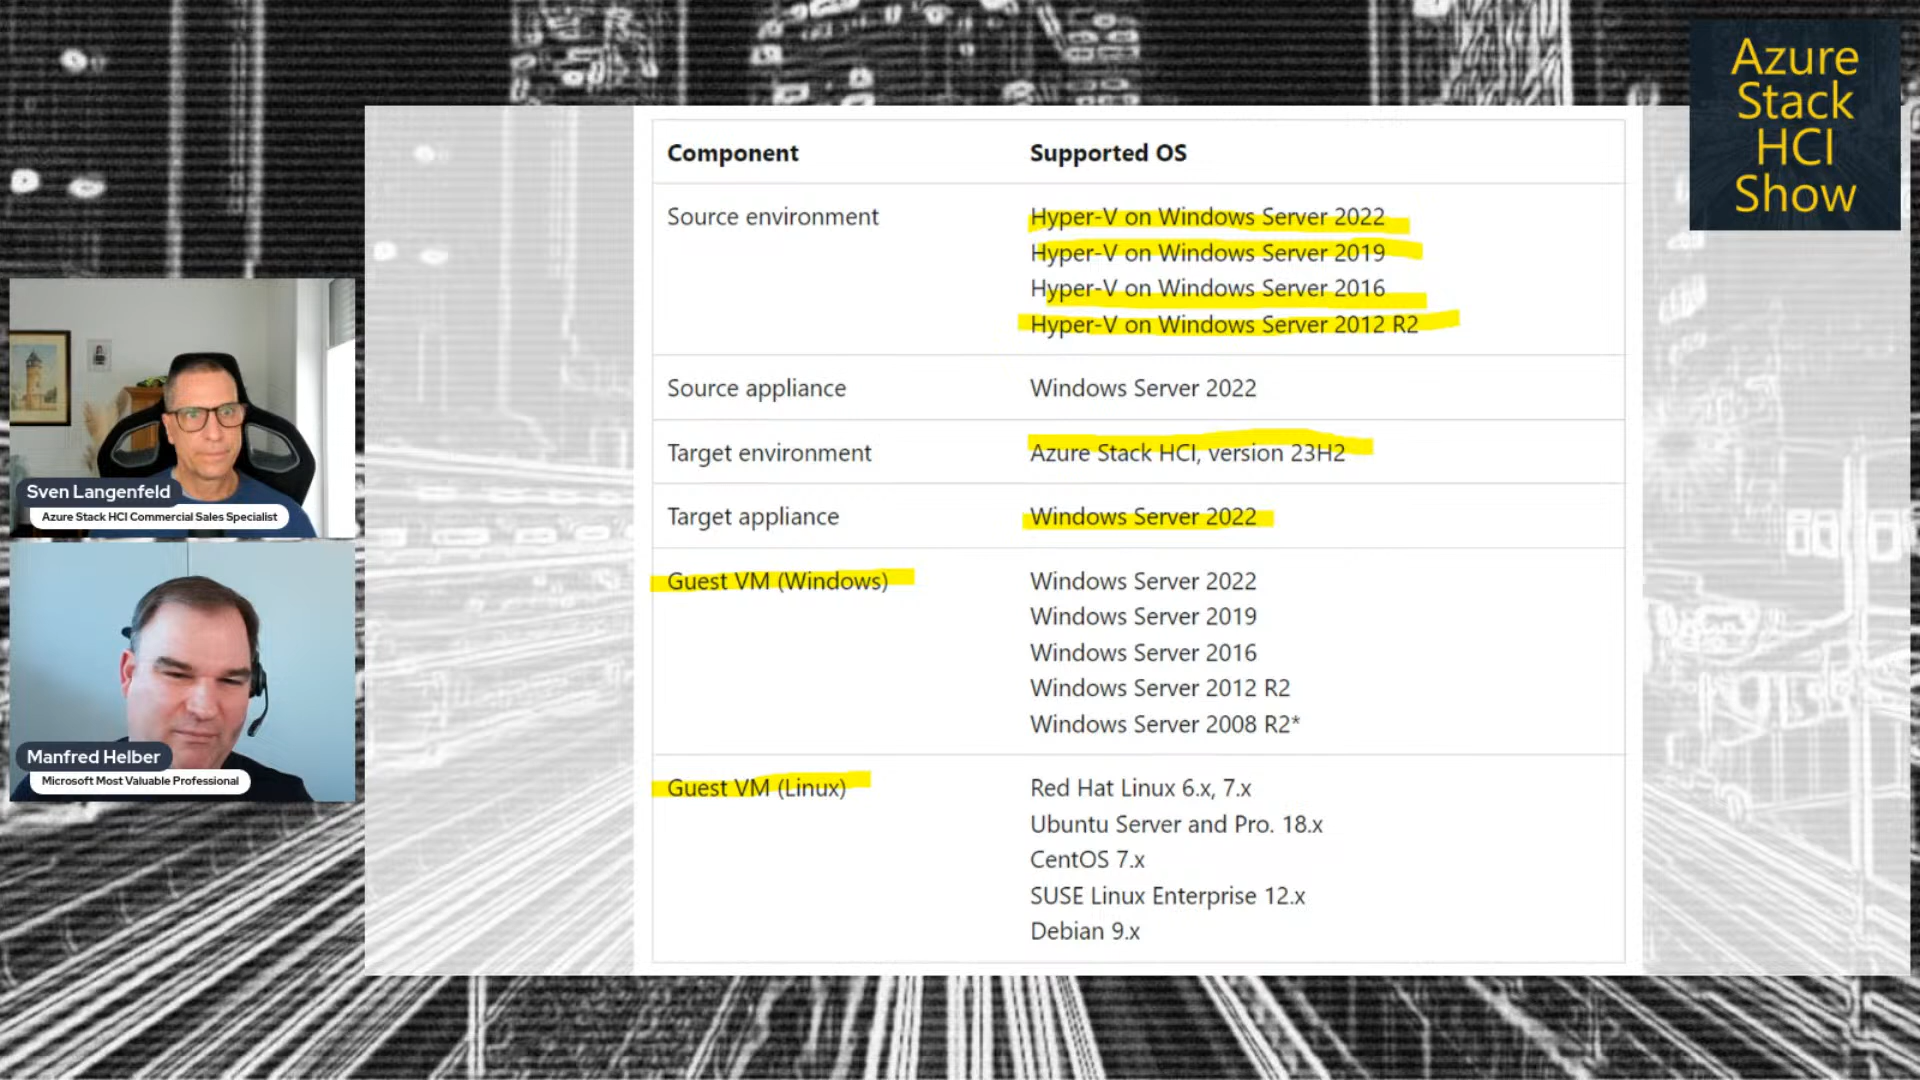 Azure
Stack
HCI
Show
Component
Supported OS
Source environment
Hyper-V on Windows Server 2022
Hyper-V on Windows Server 2019
Hyper-V on Windows Server 2016
Hyper-V on Windows Server 2012 R2
Source appliance
Windows Server 2022
Target environment
Azure Stack HCI, version 23H2
Target appliance
Windows Server 2022
Guest VM (Windows)
Windows Server 2022
Windows Server 2019
Windows Server 2016
Windows Server 2012 R2
Windows Server 2008 R2*
Guest VM (Linux)
Red Hat Linux 6.x, 7.x
Ubuntu Server and Pro. 18.x
CentOS 7.x
SUSE Linux Enterprise 12.x
Debian 9.x
Sven Langenfeld
Azure Stack HCI Commercial Sales Specialist
Manfred Helber
Microsoft Most Valuable Professional